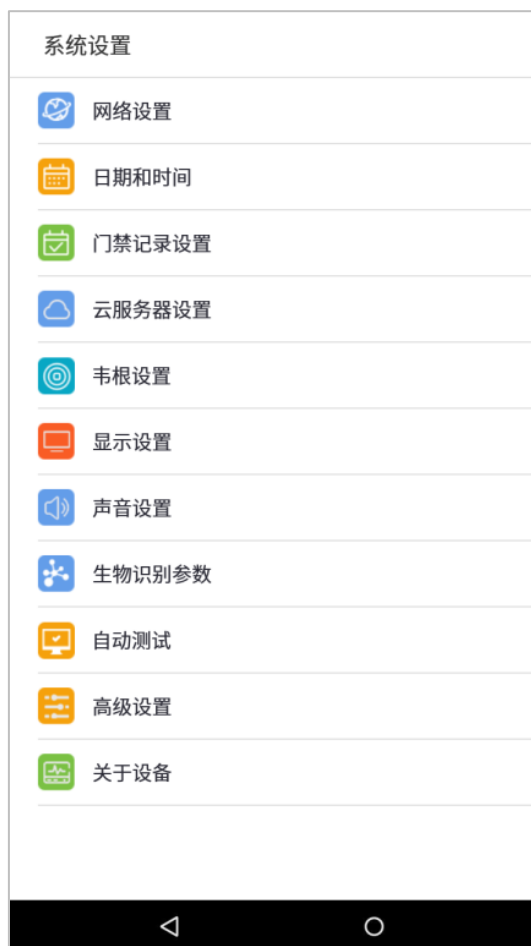 系统设置
网络设置
日期和时间
门禁记录设置
云服务器设置
韦根设置
显示设置
声音设置
生物识别参数
自动测试
高级设置
关于设备